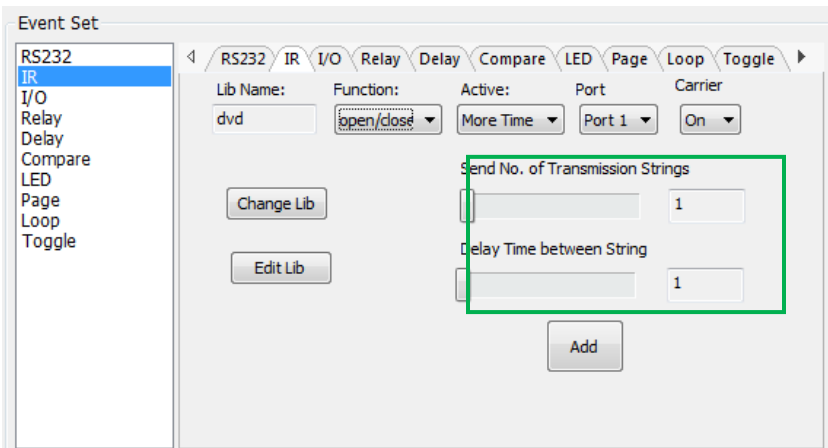 Event Set
RS232
IR
I/O
Relay
Delay
Compare
LED
Page
Loop
Toggle
RS232 IR I/O Relay Delay Compare LED Page Loop Toggle
Lib Name: Function: Active: Port Carrier
dvd open/close More Time Port 1 On
Send No. of Transmission Strings
Change Lib 1
Delay Time between String
Edit Lib 1
Add